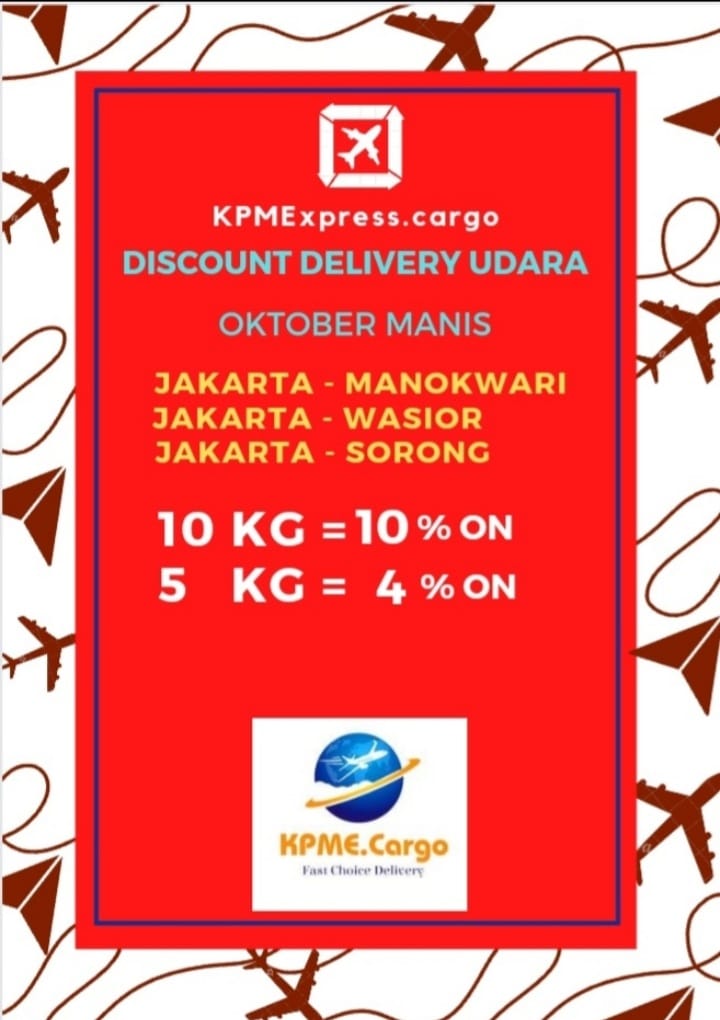 KPMExpress.cargo
DISCOUNT DELIVERY UDARA
OKTOBER MANIS
JAKARTA - MANOKWARI
JAKARTA - WASIOR
JAKARTA - SORONG
10 KG = 10 % ON
5 KG = 4 % ON
KPME.Cargo
Fast Choice Delivery